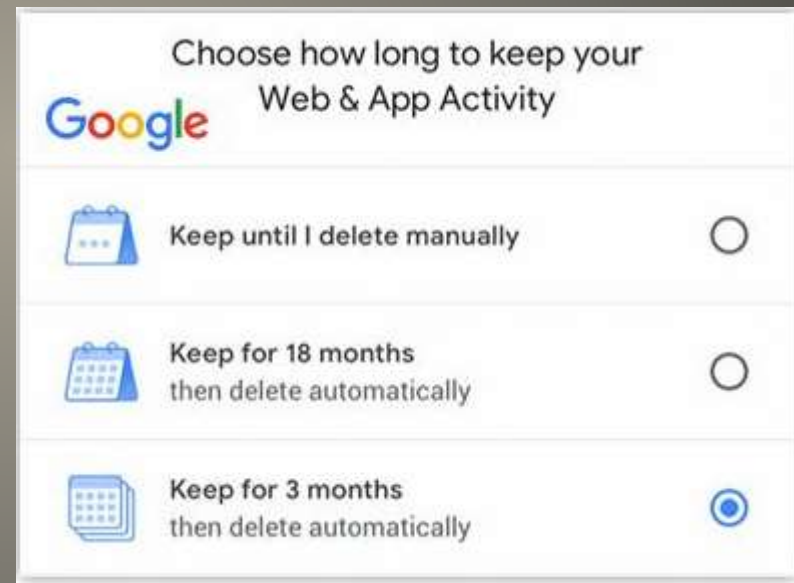 Choose how long to keep your
Web & App Activity
Google
Keep until I delete manually
Keep for 18 months
then delete automatically
Keep for 3 months
then delete automatically